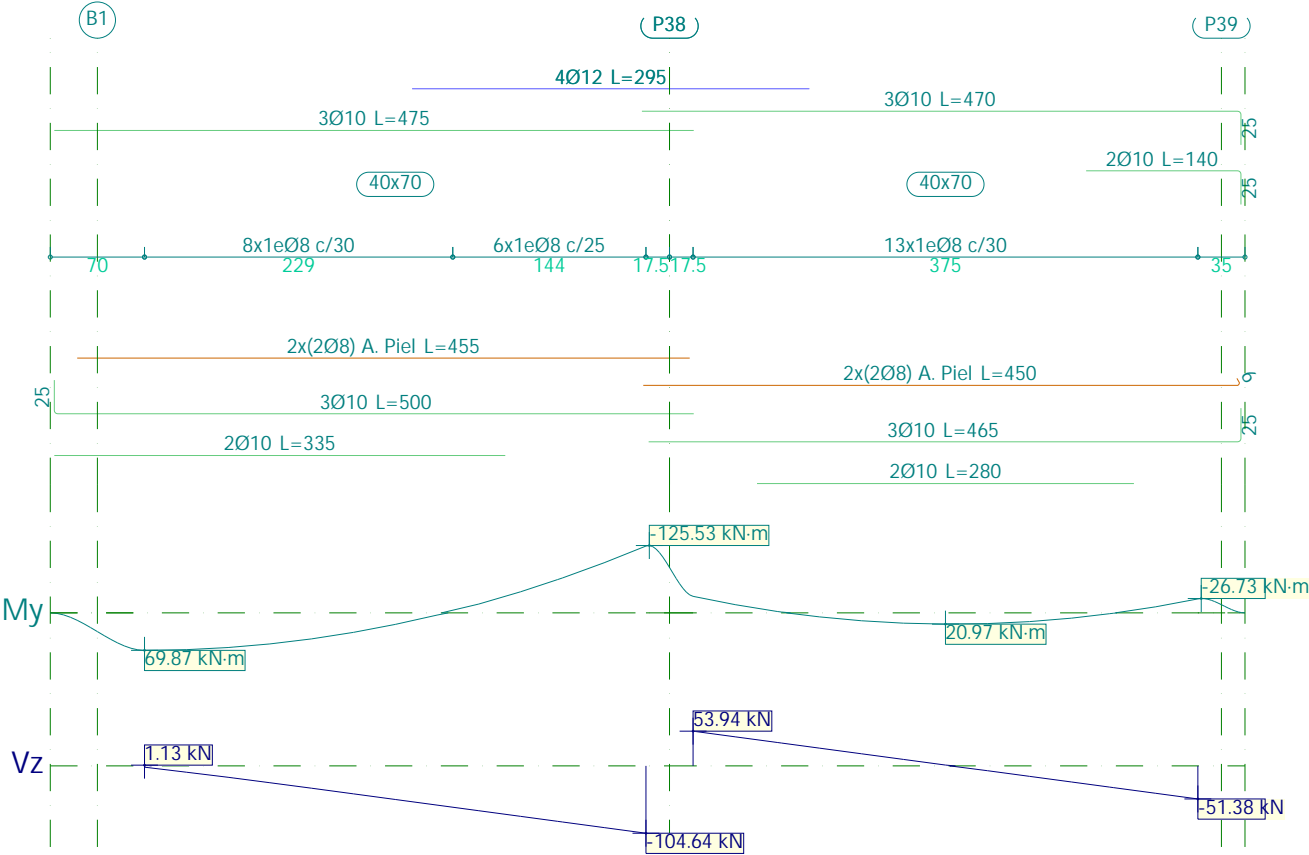 B1 P38 P39
4Ø12 L=295
3Ø10 L=470
3Ø10 L=475
25
2Ø10 L=140
40x70 40x70
25
8x1eØ8 c/30 6x1eØ8 c/25 13x1eØ8 c/30
70 229 144 17.5 17.5 375 35
2x(2Ø8) A. Piel L=455
2x(2Ø8) A. Piel L=450
9
25
3Ø10 L=500
3Ø10 L=465
25
2Ø10 L=335
2Ø10 L=280
-125.53 kN·m
-26.73 kN·m
My
20.97 kN·m
69.87 kN·m
53.94 kN
1.13 kN
Vz
-51.38 kN
-104.64 kN